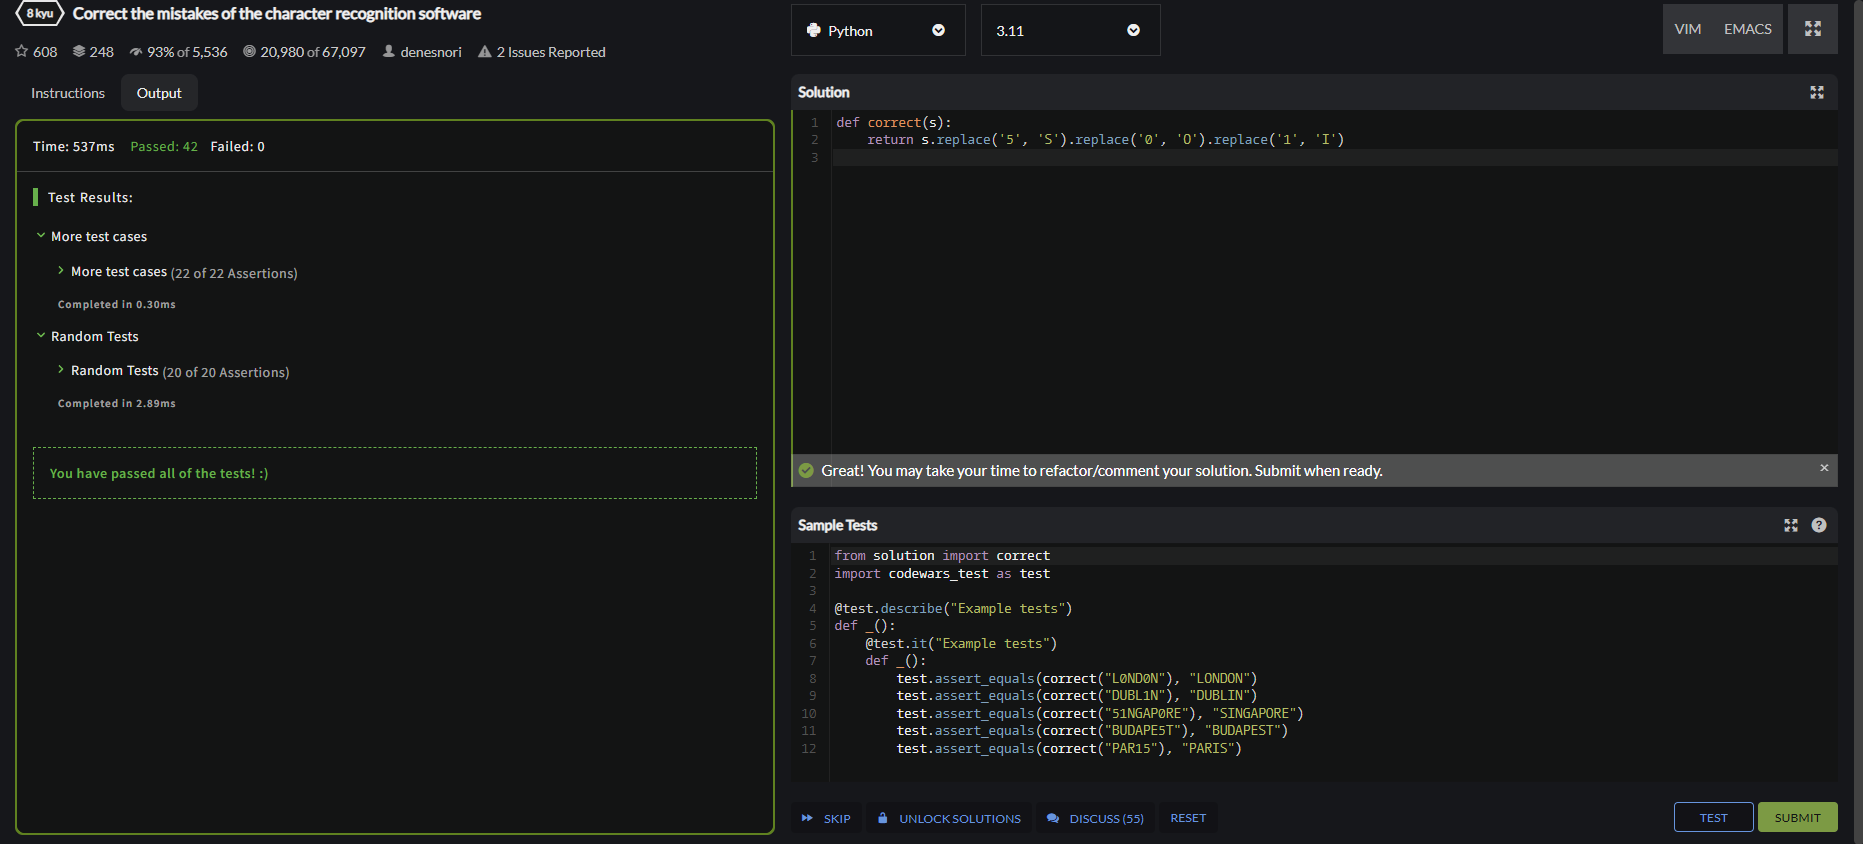 8 kyu Correct the mistakes of the character recognition software
608 248 93% of 5,536 20,980 of 67,097 denesnori 2 Issues Reported
Instructions Output
Time: 537ms Passed: 42 Failed: 0
Test Results:
More test cases
More test cases (22 of 22 Assertions)
Completed in 0.30ms
Random Tests
Random Tests (20 of 20 Assertions)
Completed in 2.89ms
You have passed all of the tests! :)
Python 3.11 VIM EMACS
Solution
1 def correct(s):
2     return s.replace('5', 'S').replace('0', 'O').replace('1', 'I')
3
Great! You may take your time to refactor/comment your solution. Submit when ready. ×
Sample Tests ?
1 from solution import correct
2 import codewars_test as test
3
4 @test.describe("Example tests")
5 def _():
6     @test.it("Example tests")
7     def _():
8         test.assert_equals(correct("L0ND0N"), "LONDON")
9         test.assert_equals(correct("DUBL1N"), "DUBLIN")
10         test.assert_equals(correct("51NGAP0RE"), "SINGAPORE")
11         test.assert_equals(correct("BUDAPE5T"), "BUDAPEST")
12         test.assert_equals(correct("PAR15"), "PARIS")
SKIP UNLOCK SOLUTIONS DISCUSS (55) RESET TEST SUBMIT